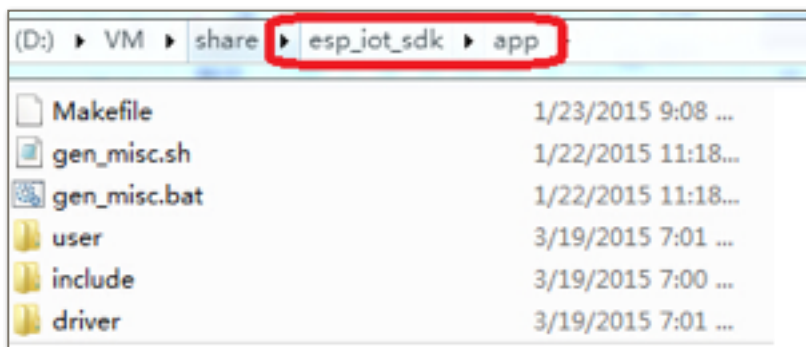 (D:) ▸ VM ▸ share ▸ esp_iot_sdk ▸ app
Makefile 1/23/2015 9:08 ...
gen_misc.sh 1/22/2015 11:18...
gen_misc.bat 1/22/2015 11:18...
user 3/19/2015 7:01 ...
include 3/19/2015 7:00 ...
driver 3/19/2015 7:01 ...